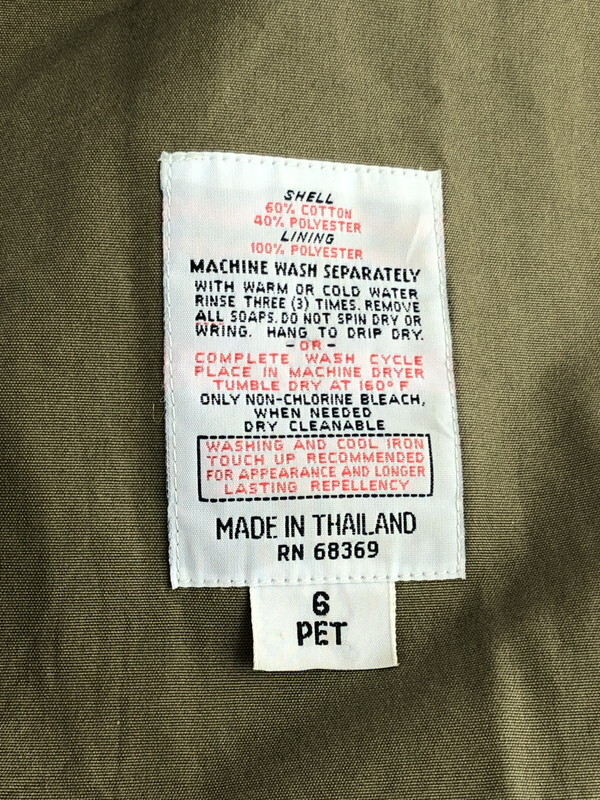 SHELL
60% COTTON
40% POLYESTER
LINING
100% POLYESTER
MACHINE WASH SEPARATELY
WITH WARM OR COLD WATER
RINSE THREE (3) TIMES. REMOVE
ALL SOAPS. DO NOT SPIN DRY OR
WRING. HANG TO DRIP DRY.
-OR-
COMPLETE WASH CYCLE
PLACE IN MACHINE DRYER
TUMBLE DRY AT 160° F
ONLY NON-CHLORINE BLEACH,
WHEN NEEDED
DRY CLEANABLE
WASHING AND COOL IRON
TOUCH UP RECOMMENDED
FOR APPEARANCE AND LONGER
LASTING REPELLENCY
MADE IN THAILAND
RN 68369
6
PET